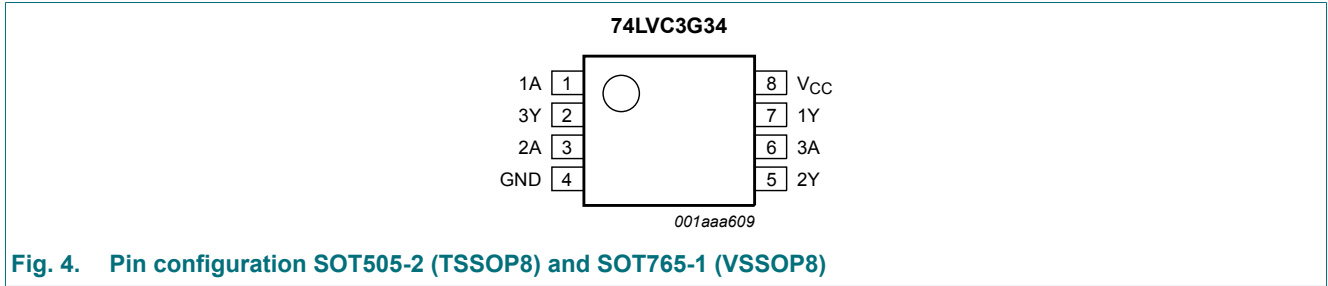 74LVC3G34
1A 1 8 VCC
3Y 2 7 1Y
2A 3 6 3A
GND 4 5 2Y
001aaa609
Fig. 4. Pin configuration SOT505-2 (TSSOP8) and SOT765-1 (VSSOP8)